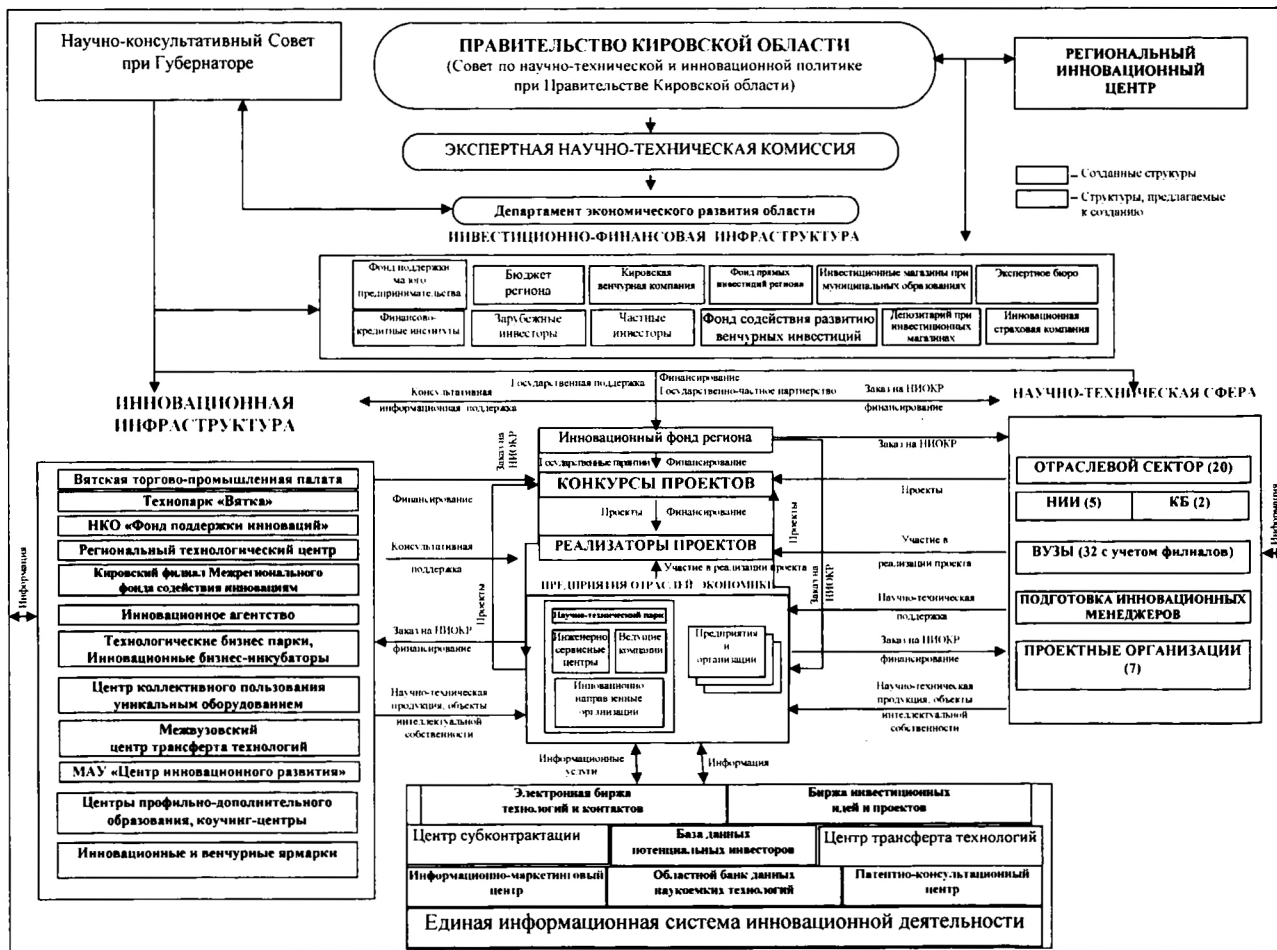 Научно-консультативный Совет
при Губернаторе
ПРАВИТЕЛЬСТВО КИРОВСКОЙ ОБЛАСТИ
(Совет по научно-технической и инновационной политике
при Правительстве Кировской области)
РЕГИОНАЛЬНЫЙ
ИННОВАЦИОННЫЙ
ЦЕНТР
ЭКСПЕРТНАЯ НАУЧНО-ТЕХНИЧЕСКАЯ КОМИССИЯ
– Созданные струкуры
– Структуры, предлагаемые
к созданию
Департамент экономического развития области
ИНВЕСТИЦИОННО-ФИНАНСОВАЯ ИНФРАСТРУКТУРА
Фонд поддержки
малого
предпринимательства
Бюджет
региона
Кировская
венчурная компания
Фонд прямых
инвестиций региона
Инвестиционные магазины при
муниципальных образованиях
Экспертное бюро
Финансово-
кредитные институты
Зарубежные
инвесторы
Частные
инвесторы
Фонд содействия развитию
венчурных инвестиций
Депозитарий при
инвестиционных
магазинах
Инновационная
страховая компания
Государственная поддержка
Финансирование
Государственно-частное партнерство
Консультативная
информационная поддержка
Заказ на НИОКР
финансирование
ИННОВАЦИОННАЯ
ИНФРАСТРУКТУРА
НАУЧНО-ТЕХНИЧЕСКАЯ СФЕРА
Вятская торгово-промышленная палата
Технопарк «Вятка»
НКО «Фонд поддержки инноваций»
Региональный технологический центр
Кировский филиал Межрегионального
фонда содействия инновациям
Инновационное агентство
Технологические бизнес парки,
Инновационные бизнес-инкубаторы
Центр коллективного пользования
уникальным оборудованием
Межвузовский
центр трансферта технологий
МАУ «Центр инновационного развития»
Центры профильно-дополнительного
образования, коучинг-центры
Инновационные и венчурные ярмарки
Информация
Заказ на
НИОКР
Финансирование
Консультативная
поддержка
Проекты
Заказ на НИОКР
финансирование
Научно-техническая
продукция, объекты
интеллектуальной
собственности
Инновационный фонд региона
Государственные гарантии
Финансирование
КОНКУРСЫ ПРОЕКТОВ
Проекты
Финансирование
РЕАЛИЗАТОРЫ ПРОЕКТОВ
Участие в реализации проекта
ПРЕДПРИЯТИЯ ОТРАСЛЕЙ ЭКОНОМИКИ
Научно-технический парк
Инженерно
сервисные
центры
Ведущие
компании
Инновационно
направленные
организации
Предприятия
и
организации
Проекты
Заказ на
НИОКР
Заказ на НИОКР
Проекты
Участие в
реализации проекта
Научно-техническая
поддержка
Заказ на НИОКР
финансирование
Научно-техническая
продукция, объекты
интеллектуальной
собственности
ОТРАСЛЕВОЙ СЕКТОР (20)
НИИ (5)
КБ (2)
ВУЗЫ (32 с учетом филиалов)
ПОДГОТОВКА ИННОВАЦИОННЫХ
МЕНЕДЖЕРОВ
ПРОЕКТНЫЕ ОРГАНИЗАЦИИ
(7)
Информация
Информационные
услуги
Информация
Электронная биржа
технологий и контактов
Биржа инвестиционных
идей и проектов
Центр субконтрактации
База данных
потенциальных инвесторов
Центр трансферта технологий
Информационно-маркетинговый
центр
Областной банк данных
наукоемких технологий
Патентно-консультационный
центр
Единая информационная система инновационной деятельности